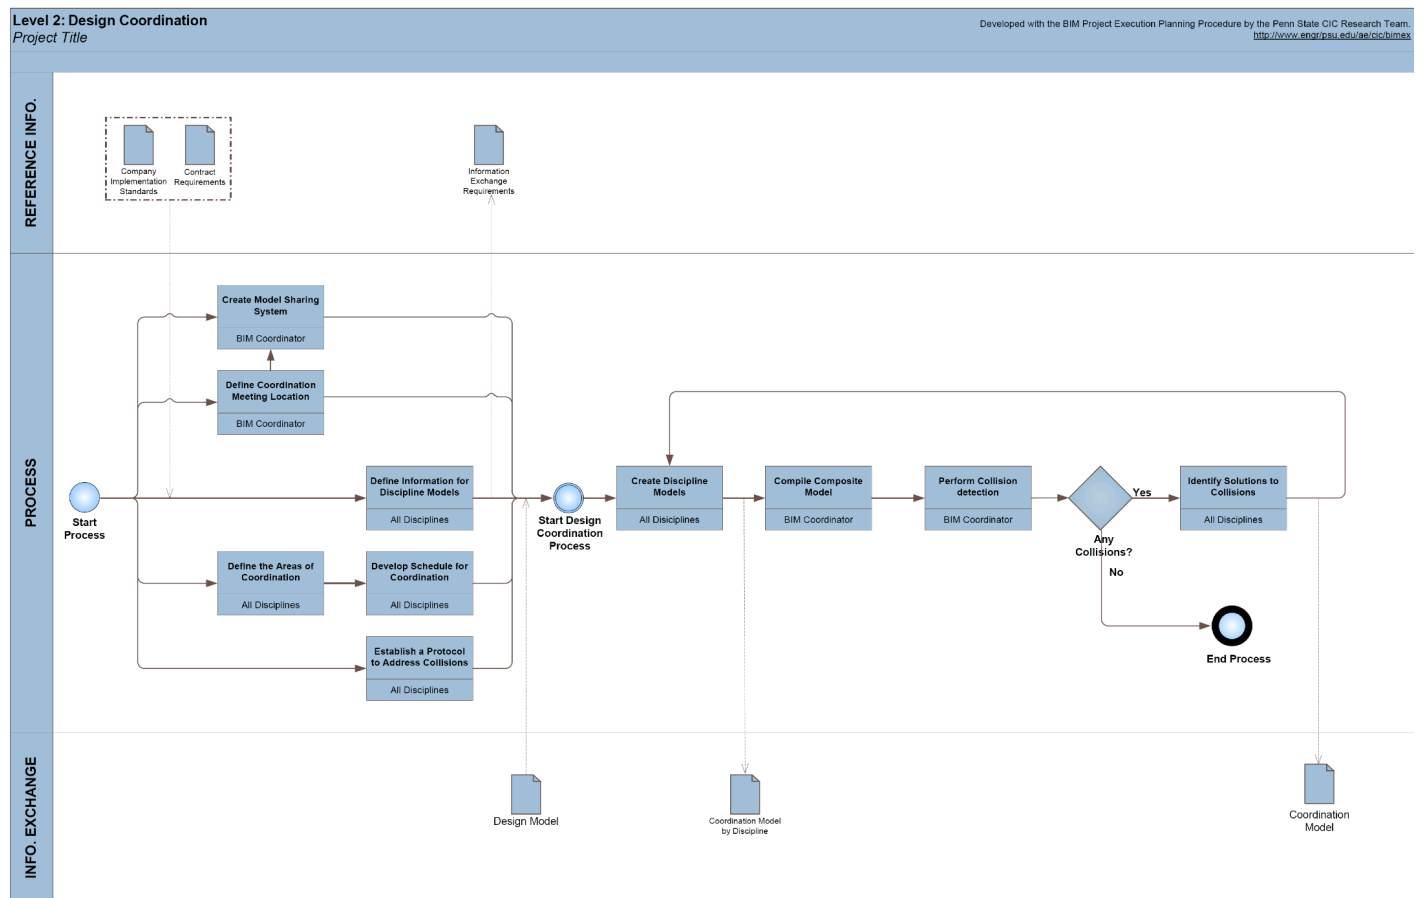 Level 2: Design Coordination
Project Title
Developed with the BIM Project Execution Planning Procedure by the Penn State CIC Research Team.
http://www.engr/psu.edu/ae/cic/bimex
REFERENCE INFO.
Company
Implementation
Standards
Contract
Requirements
Information
Exchange
Requirements
PROCESS
Start
Process
Create Model Sharing
System
BIM Coordinator
Define Coordination
Meeting Location
BIM Coordinator
Define Information for
Discipline Models
All Disciplines
Define the Areas of
Coordination
All Disciplines
Develop Schedule for
Coordination
All Disciplines
Establish a Protocol
to Address Collisions
All Disciplines
Start Design
Coordination
Process
Create Discipline
Models
All Disiciplines
Compile Composite
Model
BIM Coordinator
Perform Collision
detection
BIM Coordinator
Any
Collisions?
Yes
No
Identify Solutions to
Collisions
All Disciplines
End Process
INFO. EXCHANGE
Design Model
Coordination Model
by Discipline
Coordination
Model